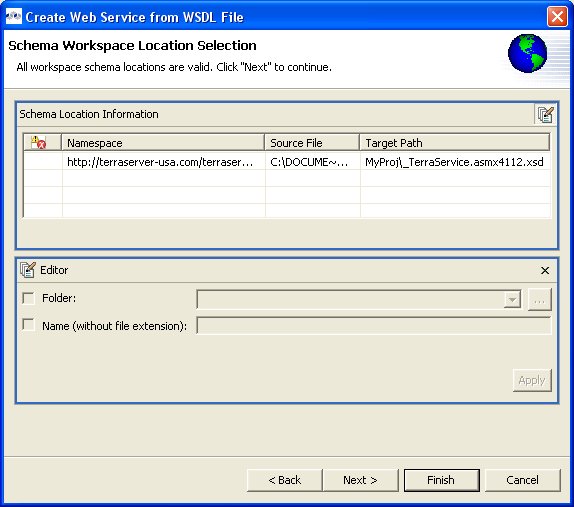 Create Web Service from WSDL File
Schema Workspace Location Selection
All workspace schema locations are valid. Click "Next" to continue.
Schema Location Information
Namespace Source File Target Path
http://terraserver-usa.com/terraser... C:\DOCUME~... MyProj\_TerraService.asmx4112.xsd
Editor
Folder:
...
Name (without file extension):
Apply
< Back Next > Finish Cancel